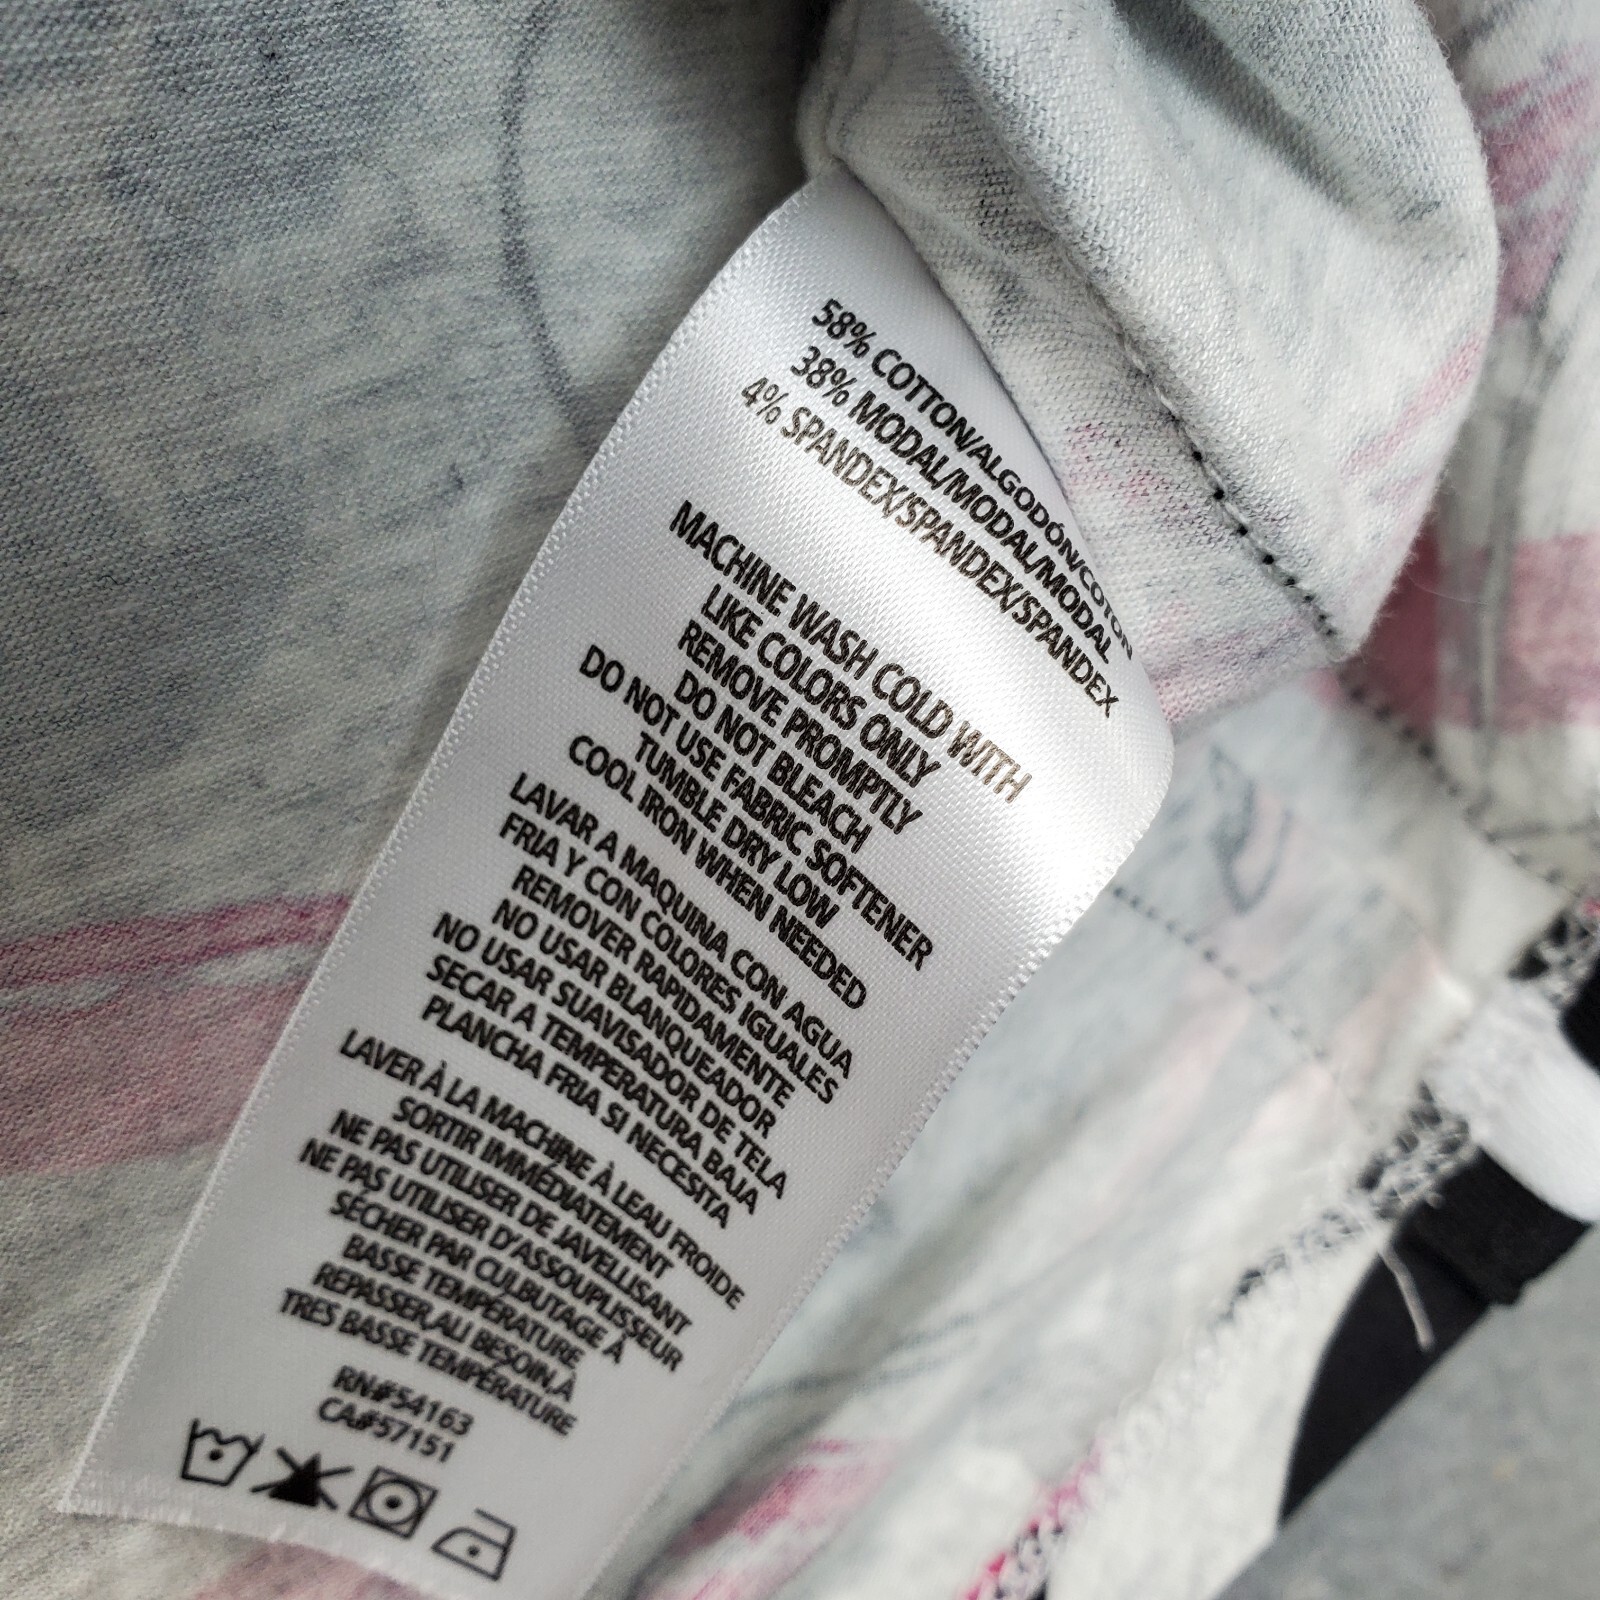 58% COTTON/ALGODÓN/COTON
38% MODAL/MODAL/MODAL
4% SPANDEX/SPANDEX/SPANDEX
MACHINE WASH COLD WITH
LIKE COLORS ONLY
REMOVE PROMPTLY
DO NOT BLEACH
DO NOT USE FABRIC SOFTENER
TUMBLE DRY LOW
COOL IRON WHEN NEEDED
LAVAR A MAQUINA CON AGUA
FRIA Y CON COLORES IGUALES
REMOVER RAPIDAMENTE
NO USAR BLANQUEADOR
NO USAR SUAVISADOR DE TELA
SECAR A TEMPERATURA BAJA
PLANCHA FRIA SI NECESITA
LAVER À LA MACHINE À LEAU FROIDE
SORTIR IMMÉDIATEMENT
NE PAS UTILISER DE JAVELLISANT
NE PAS UTILISER D'ASSOUPLISSEUR
SÉCHER PAR CULBUTAGE À
BASSE TEMPÉRATURE
REPASSER,AU BESOIN,À
TRES BASSE TEMPÉRATURE
RN#54163
CA#57151